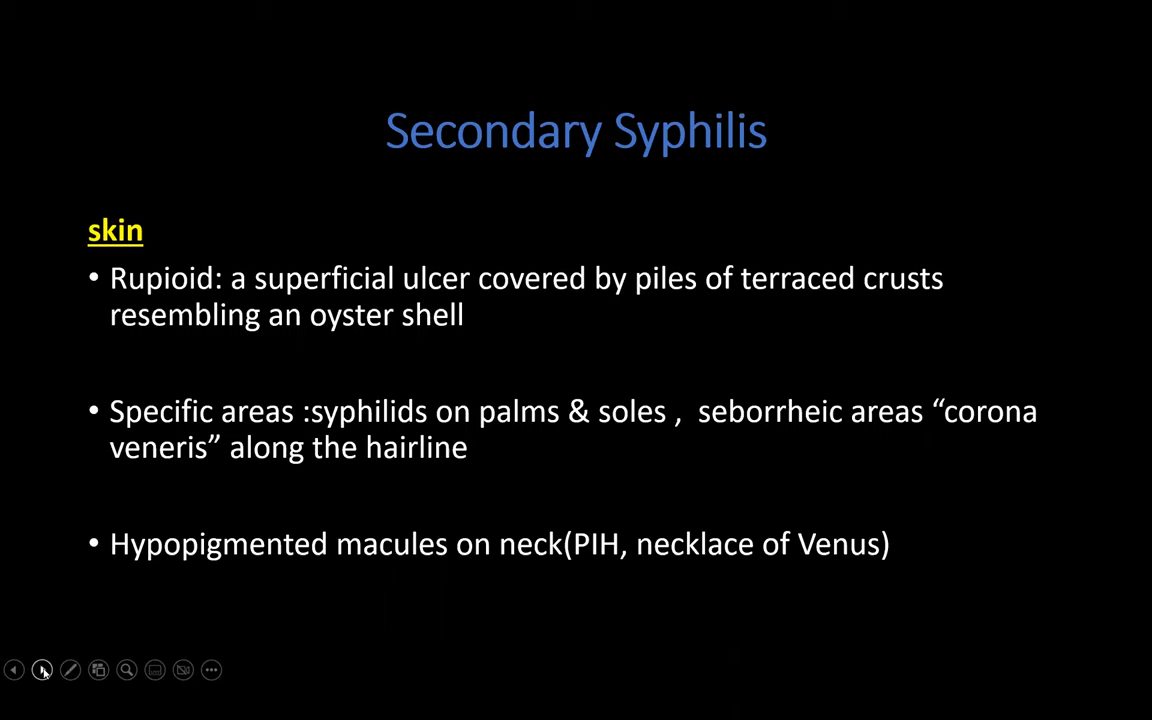 Secondary Syphilis
skin
• Rupioid: a superficial ulcer covered by piles of terraced crusts
resembling an oyster shell
• Specific areas :syphilids on palms & soles ,  seborrheic areas “corona
veneris” along the hairline
• Hypopigmented macules on neck(PIH, necklace of Venus)